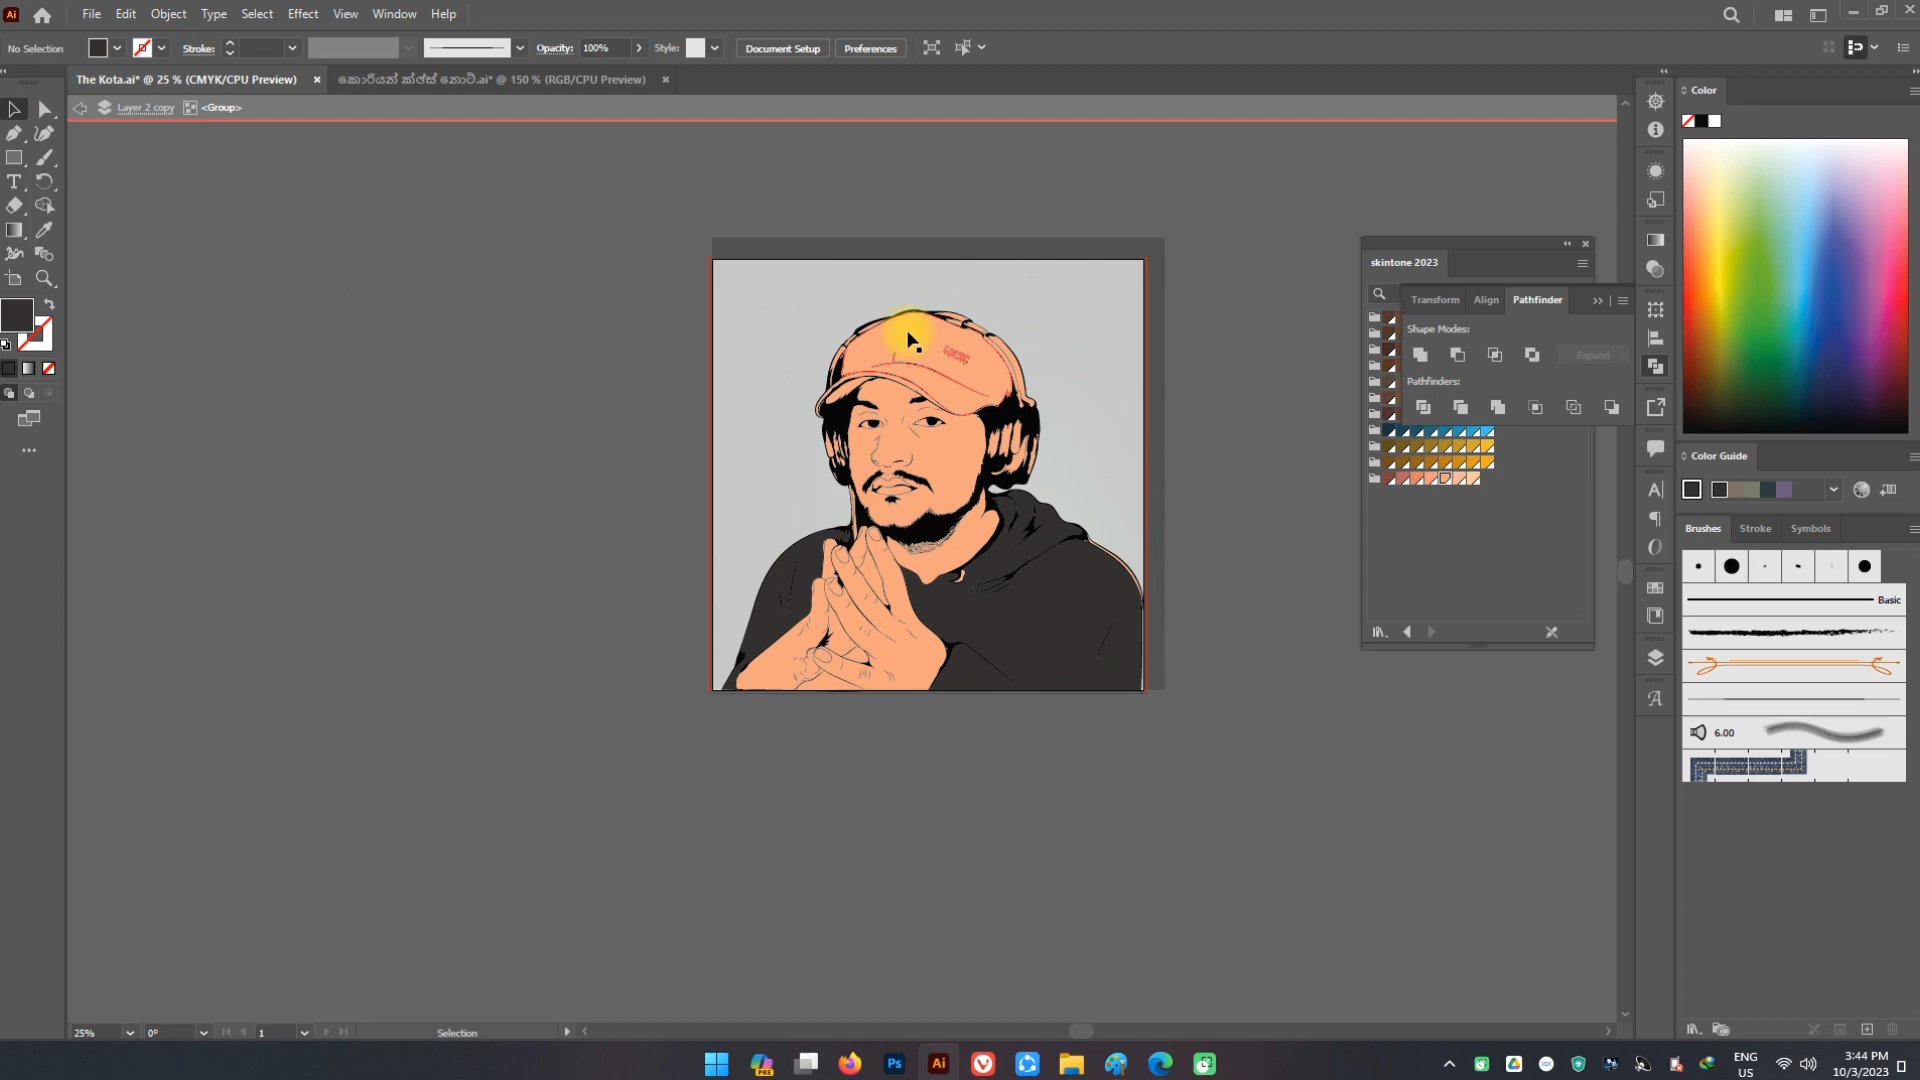 File Edit Object Type Select Effect View Window Help
No Selection Stroke: Opacity: 100% Style: Document Setup Preferences
The Kota.ai* @ 25 % (CMYK/CPU Preview) × කොරියන් ක්ෆ්ස් නොට්.ai* @ 150 % (RGB/CPU Preview) ×
Layer 2 copy <Group>
Color
skintone 2023
Transform Align Pathfinder
Shape Modes:
Expand
Pathfinders:
Color Guide
Brushes Stroke Symbols
Basic
6.00
25% 0° 1 Selection
ENG
US
3:44 PM
10/3/2023